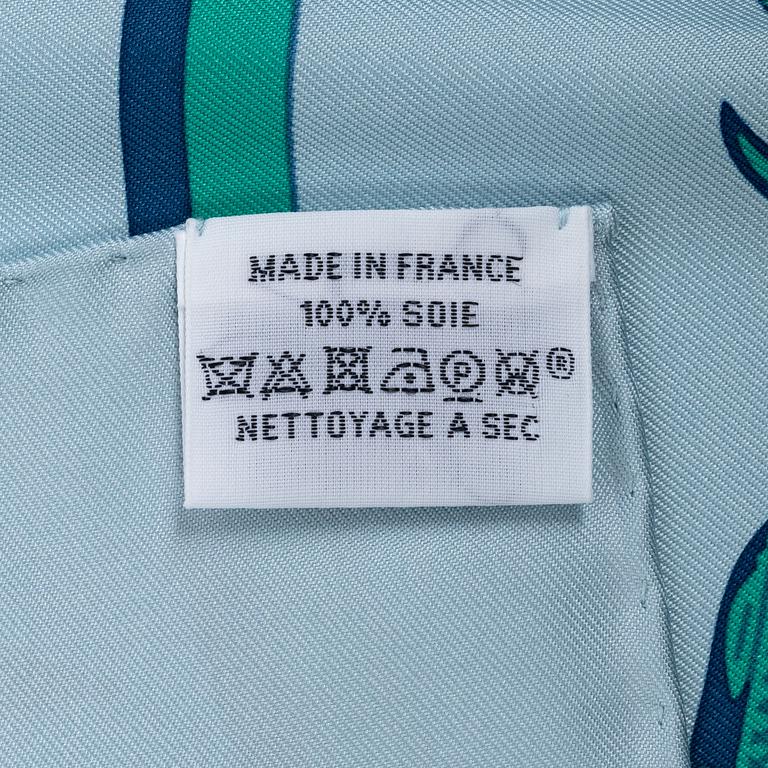 MADE IN FRANCE
100% SOIE
P ®
NETTOYAGE A SEC